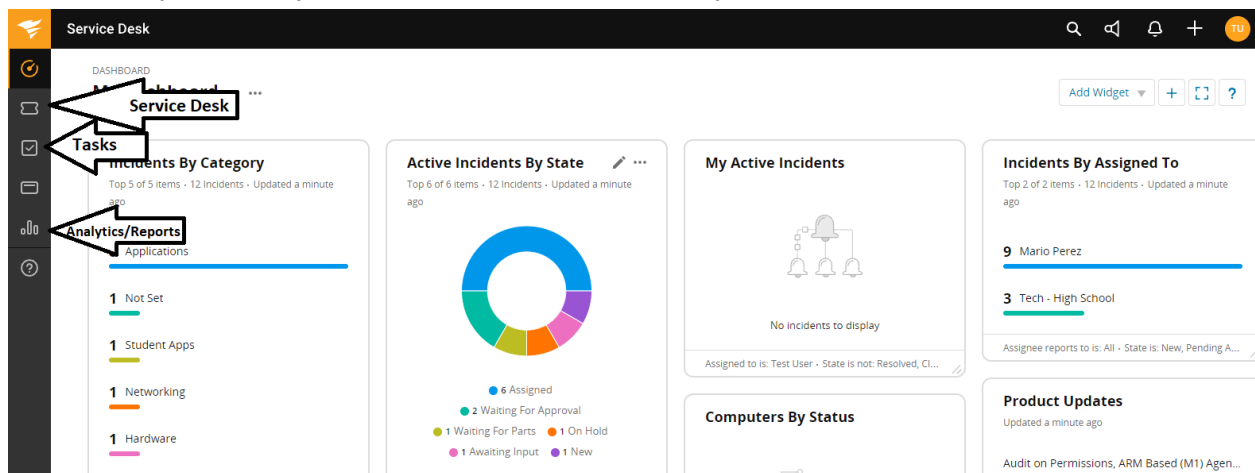 Service Desk
TU
DASHBOARD
Service Desk
Add Widget
+
?
Tasks
Incidents By Category
Top 5 of 5 items • 12 Incidents • Updated a minute
ago
Analytics/Reports
Applications
1 Not Set
1 Student Apps
1 Networking
1 Hardware
Active Incidents By State
Top 6 of 6 items • 12 Incidents • Updated a minute
ago
6 Assigned
2 Waiting For Approval
1 Waiting For Parts 1 On Hold
1 Awaiting Input 1 New
My Active Incidents
No incidents to display
Assigned to is: Test User • State is not: Resolved, Cl...
Computers By Status
Incidents By Assigned To
Top 2 of 2 items • 12 Incidents • Updated a minute
ago
9 Mario Perez
3 Tech - High School
Assignee reports to is: All • State is: New, Pending A...
Product Updates
Updated a minute ago
Audit on Permissions, ARM Based (M1) Agen...